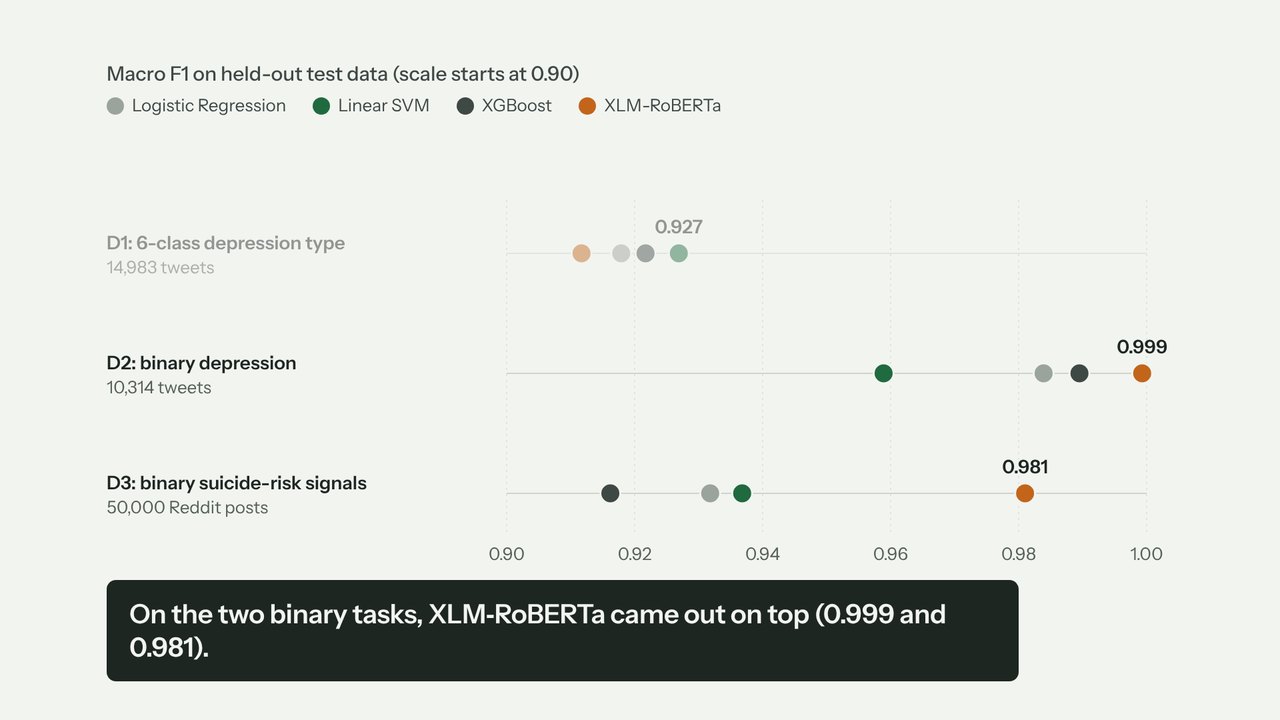 Macro F1 on held-out test data (scale starts at 0.90)
Logistic Regression Linear SVM XGBoost XLM-RoBERTa
0.927
D1: 6-class depression type
14,983 tweets
0.999
D2: binary depression
10,314 tweets
0.981
D3: binary suicide-risk signals
50,000 Reddit posts
0.90 0.92 0.94 0.96 0.98 1.00
On the two binary tasks, XLM-RoBERTa came out on top (0.999 and
0.981).